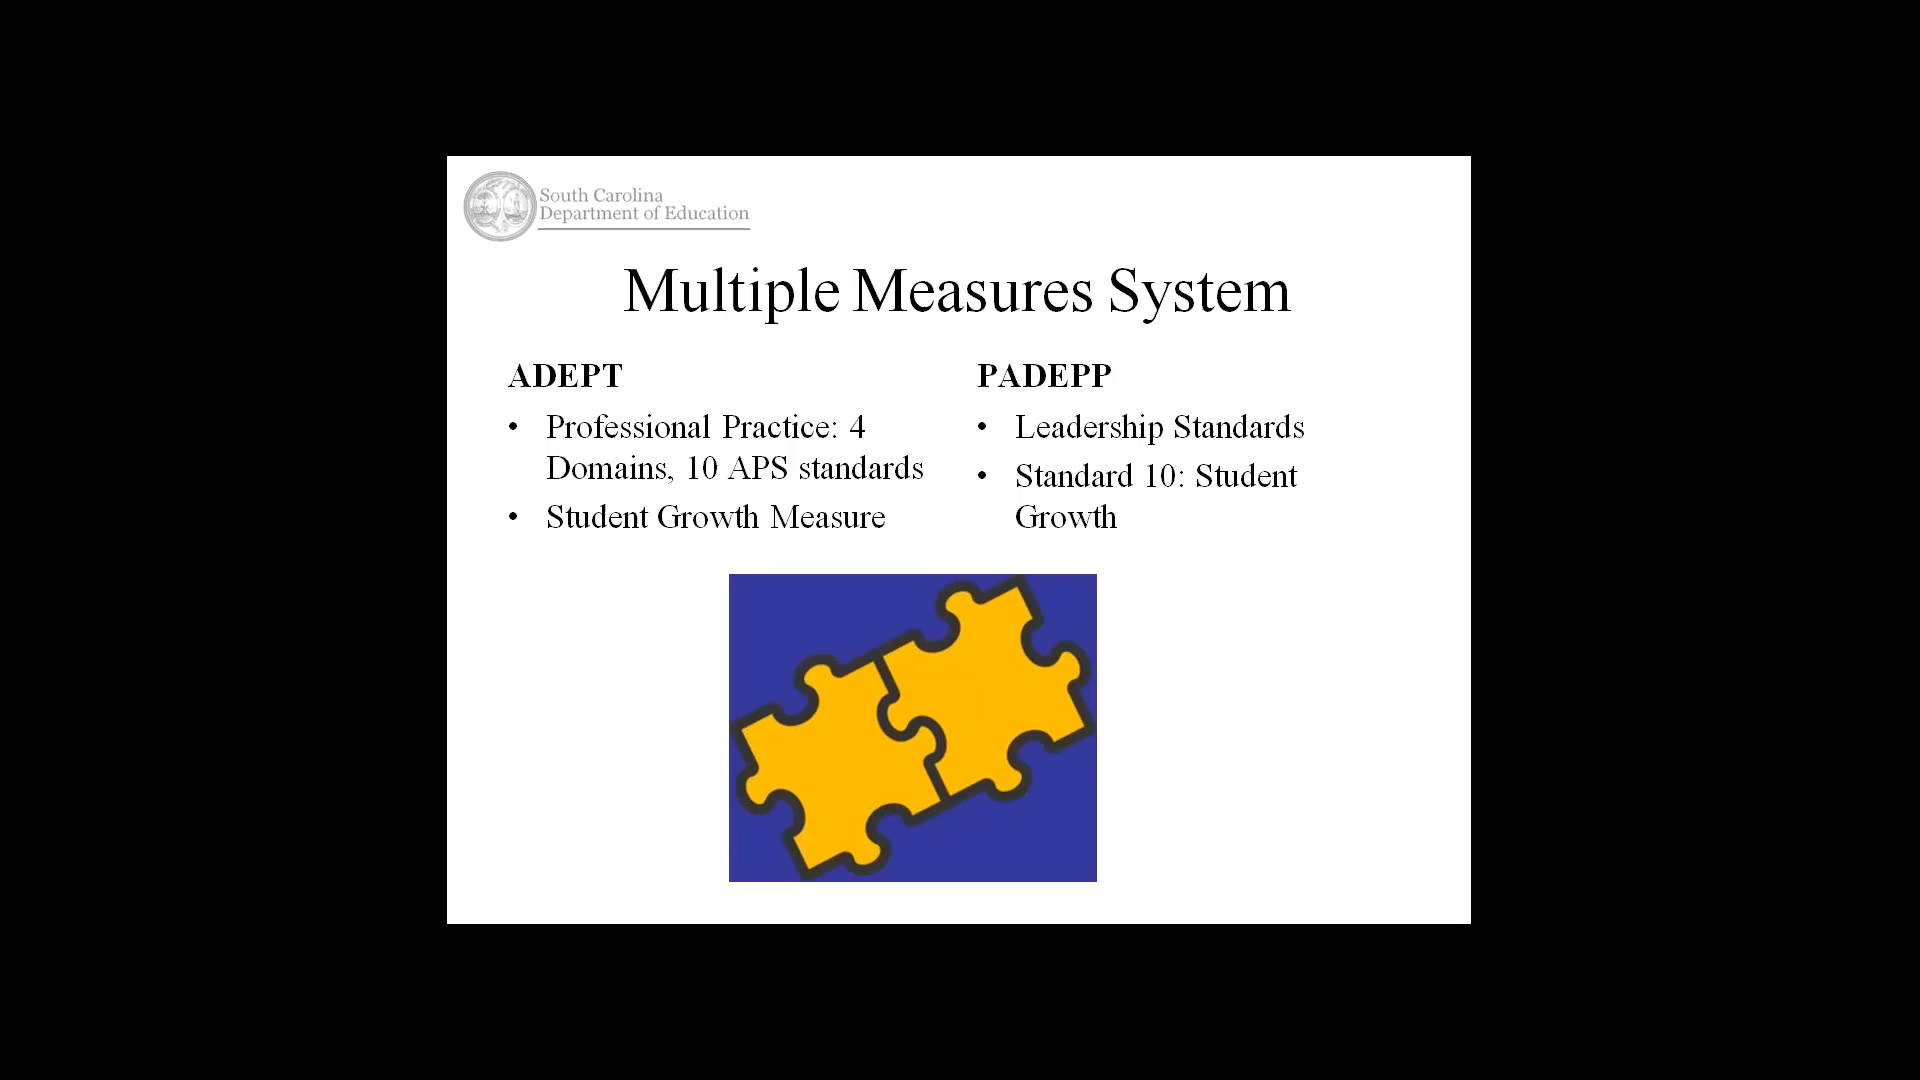 South Carolina
Department of Education
Multiple Measures System
ADEPT
• Professional Practice: 4
Domains, 10 APS standards
• Student Growth Measure
PADEPP
• Leadership Standards
• Standard 10: Student
Growth